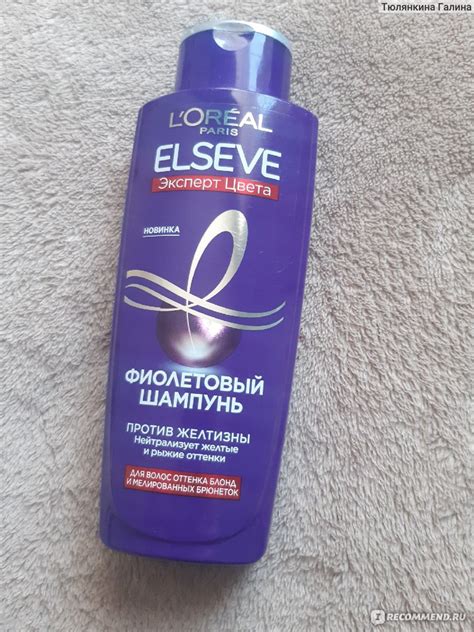 Тюлянкина Галина
L'ORÉAL
PARIS
ELSEVE
Эксперт Цвета
НОВИНКА
ФИОЛЕТОВЫЙ
ШАМПУНЬ
ПРОТИВ ЖЕЛТИЗНЫ
Нейтрализует желтые
и рыжие оттенки
ДЛЯ ВОЛОС ОТТЕНКА БЛОНД
И МЕЛИРОВАННЫХ БРЮНЕТОК
IRECOMMEND.RU